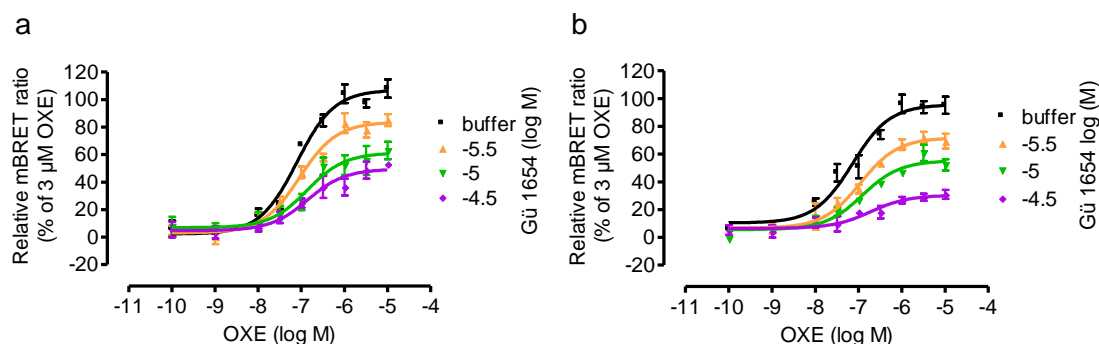 a
Relative mBRET ratio
(% of 3 µM OXE)
120
100
80
60
40
20
0
-20
-11 -10 -9 -8 -7 -6 -5 -4
OXE (log M)
Gü 1654 (log M)
buffer
-5.5
-5
-4.5
b
Relative mBRET ratio
(% of 3 µM OXE)
120
100
80
60
40
20
0
-20
-11 -10 -9 -8 -7 -6 -5 -4
OXE (log M)
Gü 1654 log (M)
buffer
-5.5
-5
-4.5